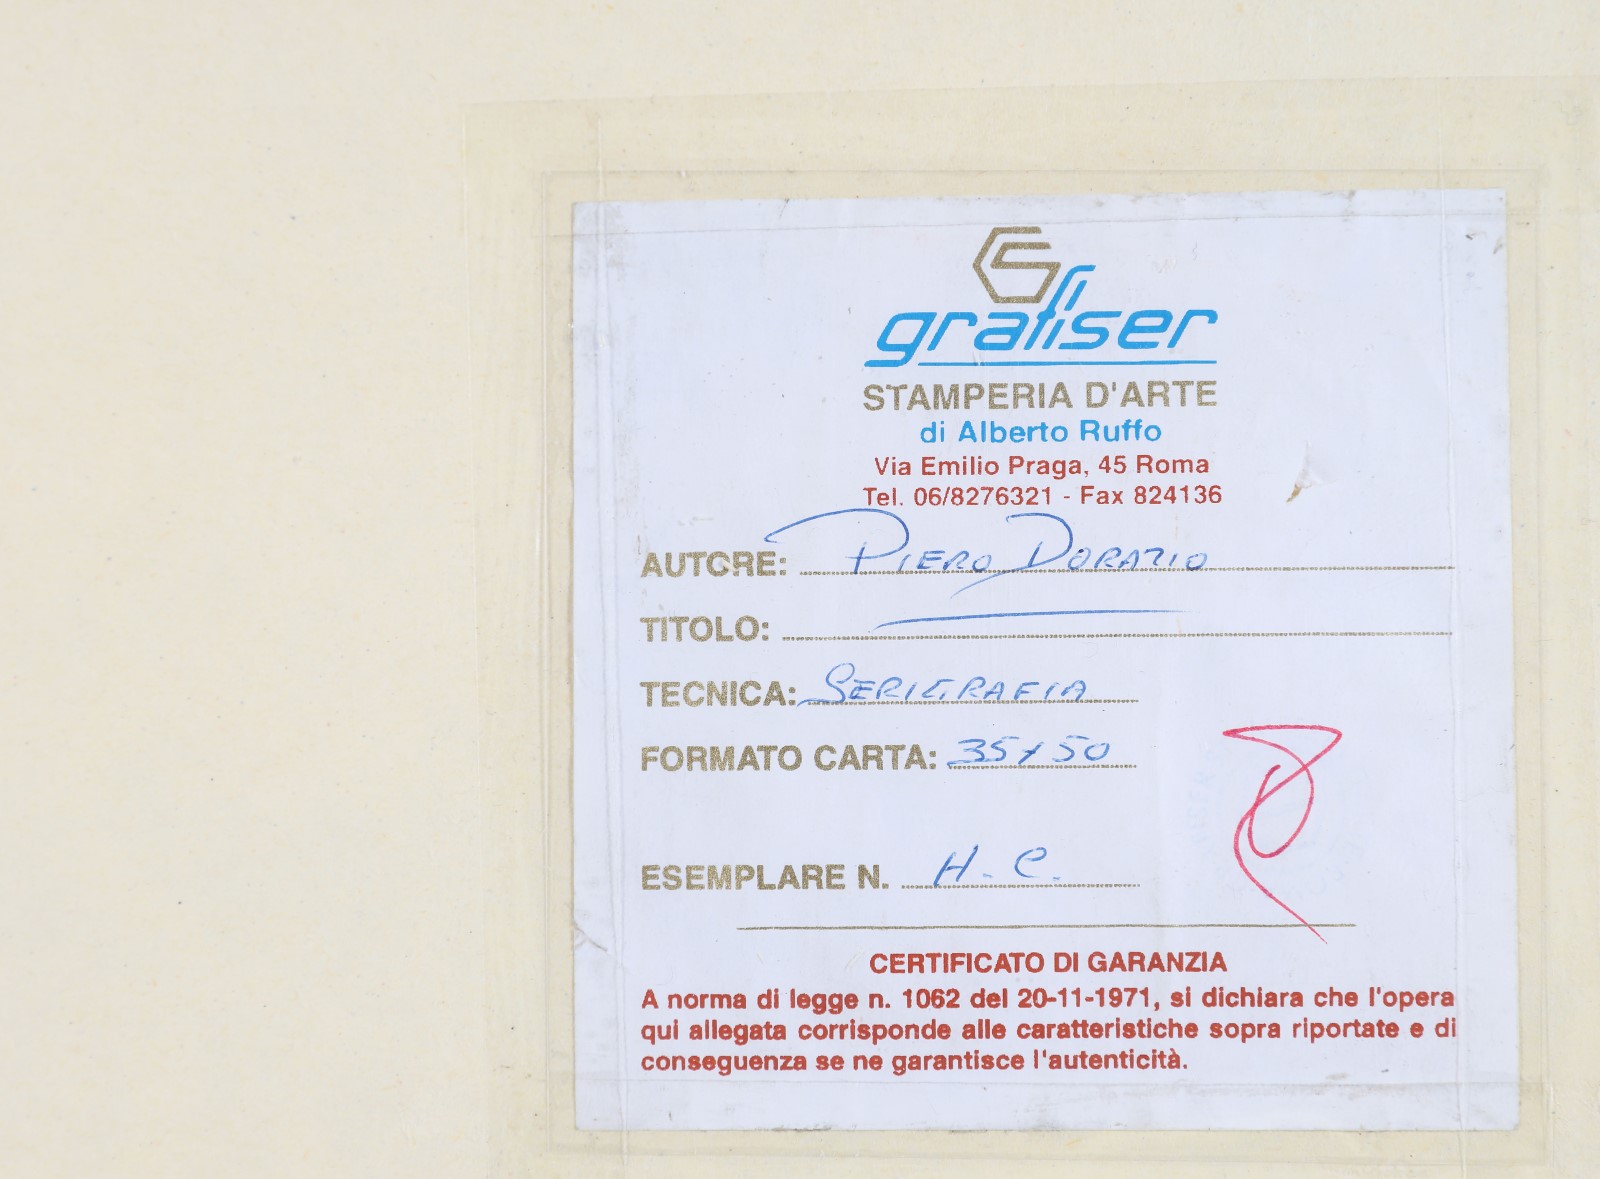 grafiser
STAMPERIA D'ARTE
di Alberto Ruffo
Via Emilio Praga, 45 Roma
Tel. 06/8276321 - Fax 824136
AUTORE: PIERO DORAZIO
TITOLO:
TECNICA: SERIGRAFIA
FORMATO CARTA: 35x50
ESEMPLARE N. H.C.
CERTIFICATO DI GARANZIA
A norma di legge n. 1062 del 20-11-1971, si dichiara che l'opera
qui allegata corrisponde alle caratteristiche sopra riportate e di
conseguenza se ne garantisce l'autenticità.